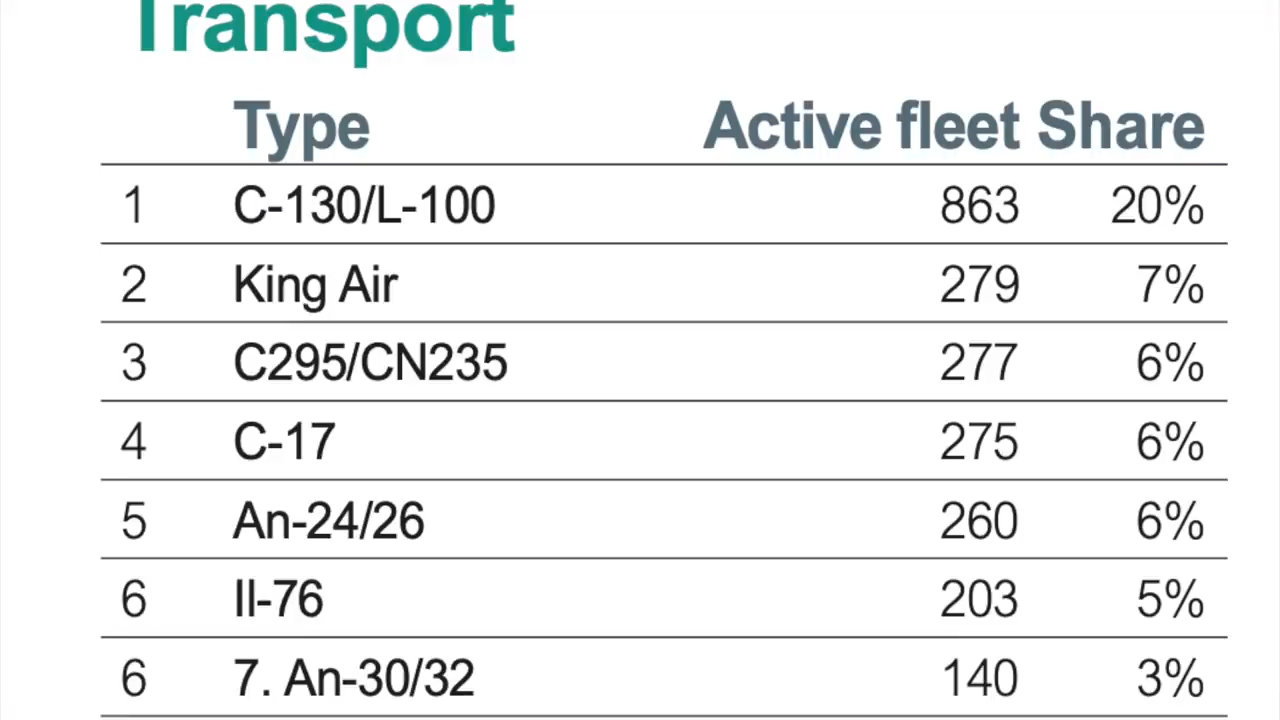 Transport
Type Active fleet Share
1 C-130/L-100 863 20%
2 King Air 279 7%
3 C295/CN235 277 6%
4 C-17 275 6%
5 An-24/26 260 6%
6 Il-76 203 5%
6 7. An-30/32 140 3%